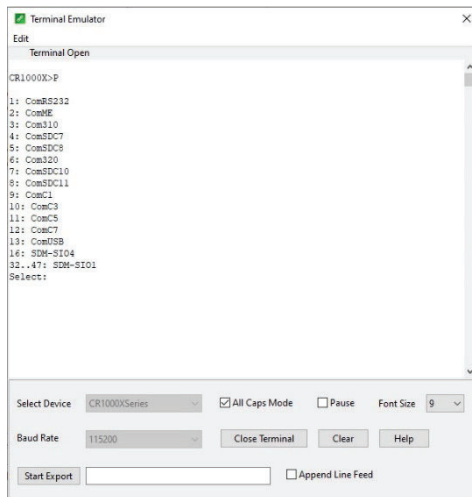 Terminal Emulator
Edit
Terminal Open
CR1000X>P
1: ComRS232
2: ComME
3: Com310
4: ComSDC7
5: ComSDC8
6: Com320
7: ComSDC10
8: ComSDC11
9: ComC1
10: ComC3
11: ComC5
12: ComC7
13: ComUSB
16: SDM-SIO4
32..47: SDM-SIO1
Select:
Select Device CR1000XSeries All Caps Mode Pause Font Size 9
Baud Rate 115200 Close Terminal Clear Help
Start Export Append Line Feed